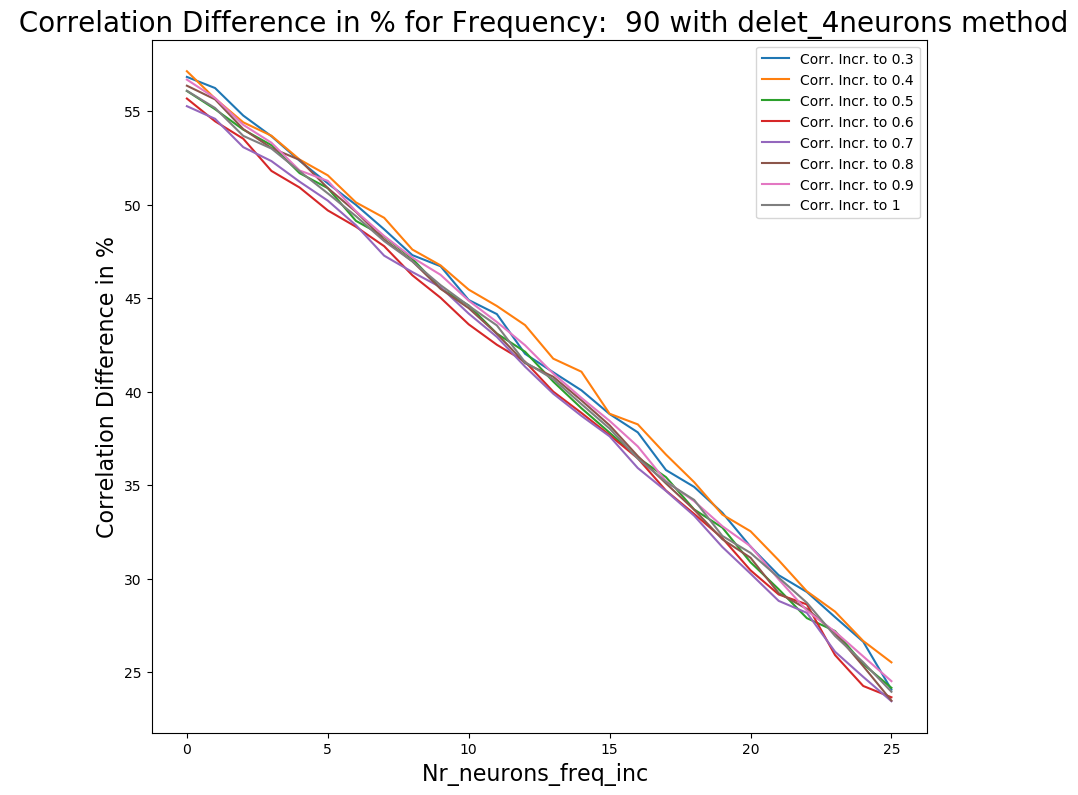 Correlation Difference in % for Frequency:  90 with delet_4neurons method
Corr. Incr. to 0.3
Corr. Incr. to 0.4
Corr. Incr. to 0.5
Corr. Incr. to 0.6
Corr. Incr. to 0.7
Corr. Incr. to 0.8
Corr. Incr. to 0.9
Corr. Incr. to 1
Correlation Difference in %
55
50
45
40
35
30
25
0 5 10 15 20 25
Nr_neurons_freq_inc